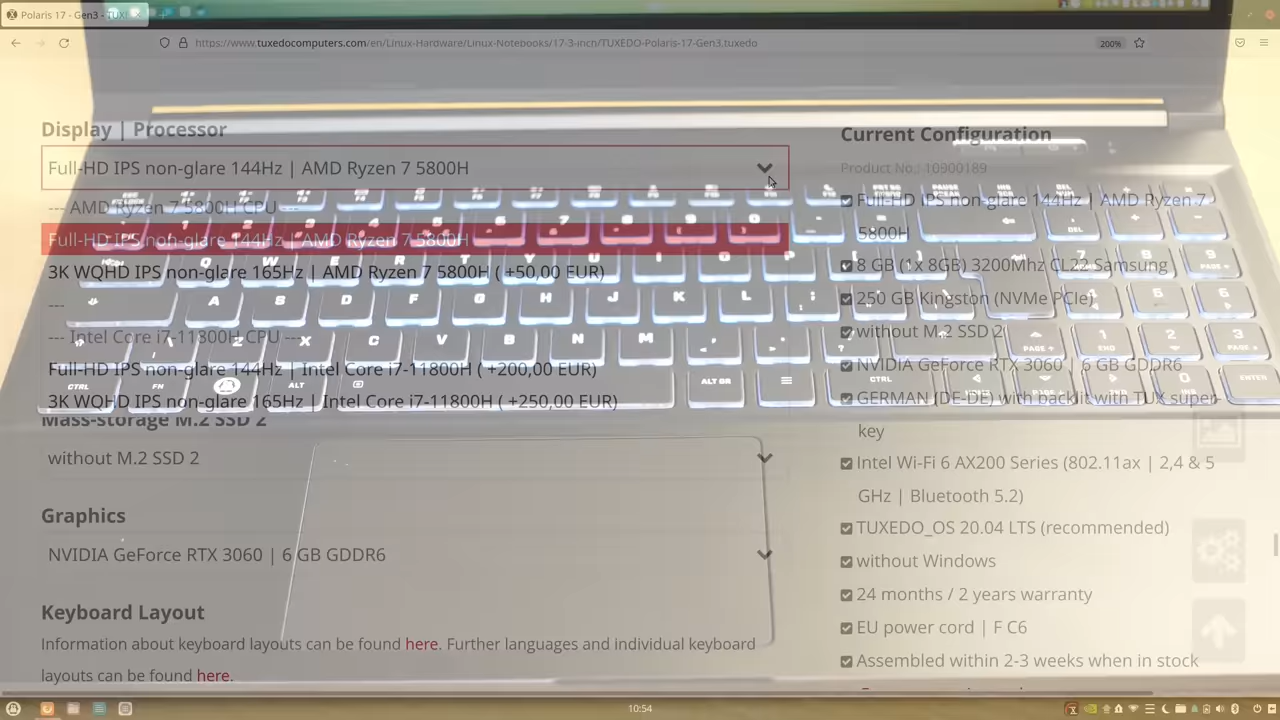 Polaris 17 - Gen3 - TUX
https://www.tuxedocomputers.com/en/Linux-Hardware/Linux-Notebooks/17-3-inch/TUXEDO-Polaris-17-Gen3.tuxedo
200%
Display | Processor
Full-HD IPS non-glare 144Hz | AMD Ryzen 7 5800H
--- AMD Ryzen 7 5800H CPU ---
Full-HD IPS non-glare 144Hz | AMD Ryzen 7 5800H
3K WQHD IPS non-glare 165Hz | AMD Ryzen 7 5800H ( +50,00 EUR)
---
--- Intel Core i7-11800H CPU ---
Full-HD IPS non-glare 144Hz | Intel Core i7-11800H ( +200,00 EUR)
3K WQHD IPS non-glare 165Hz | Intel Core i7-11800H ( +250,00 EUR)
Mass-storage M.2 SSD 2
without M.2 SSD 2
Graphics
NVIDIA GeForce RTX 3060 | 6 GB GDDR6
Keyboard Layout
Information about keyboard layouts can be found here. Further languages and individual keyboard
layouts can be found here.
Current Configuration
Product No.: 10900189
Full-HD IPS non-glare 144Hz | AMD Ryzen 7
5800H
8 GB (1x 8GB) 3200Mhz CL22 Samsung
250 GB Kingston (NVMe PCIe)
without M.2 SSD 2
NVIDIA GeForce RTX 3060 | 6 GB GDDR6
GERMAN (DE-DE) with backlit with TUX super-
key
Intel Wi-Fi 6 AX200 Series (802.11ax | 2,4 & 5
GHz | Bluetooth 5.2)
TUXEDO_OS 20.04 LTS (recommended)
without Windows
24 months / 2 years warranty
EU power cord | F C6
Assembled within 2-3 weeks when in stock
Q W E R T Y U I O P
A S D F G H J K L
Z X C V B N M
CTRL FN ALT ALT GR CTRL ENTER
10:54